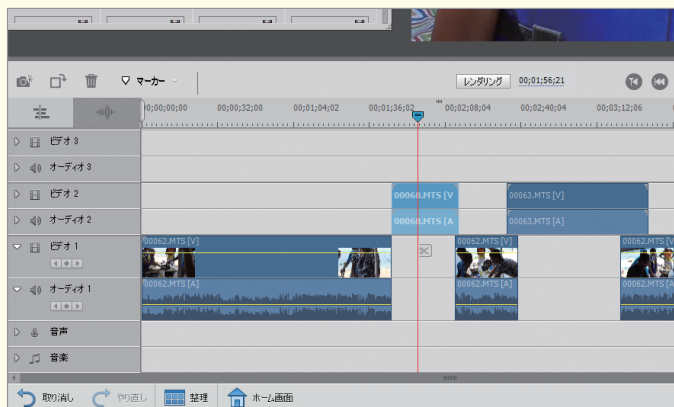 マーカー
レンダリング 00;01;56;21
00;00;00;00 00;00;32;00 00;01;04;02 00;01;36;02 00;02;08;04 00;02;40;04 00;03;12;06
ビデオ 3
オーディオ 3
ビデオ 2 00068.MTS [V 00063.MTS [V]
オーディオ 2 00068.MTS [A 00063.MTS [A]
ビデオ 1 00062.MTS [V] 00062.MTS [V] 00062.MTS [V
オーディオ 1 00062.MTS [A] 00062.MTS [A] 00062.MTS [A
音声
音楽
取り消し やり直し 整理 ホーム画面